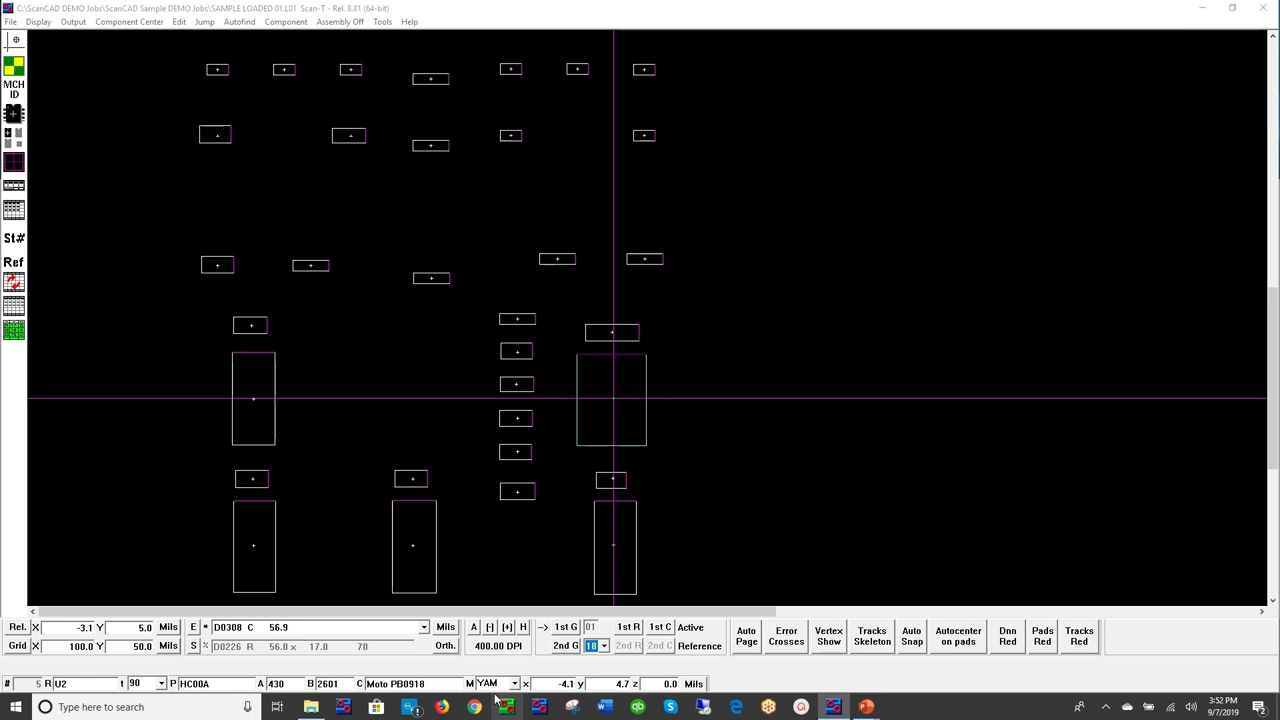 C:\ScanCAD DEMO Jobs\ScanCAD Sample DEMO Jobs\SAMPLE LOADED 01.L01 Scan-T - Rel. 8.81 (64-bit)
File Display Output Component Center Edit Jump Autofind Component Assembly Off Tools Help
MCH
ID
St#
Ref
Rel. X -3.1 Y 5.0 Mils E * D0308 C 56.9 Mils A [-] [+] H -> 1st G 01 1st R 1st C Active
Grid X 100.0 Y 50.0 Mils S % D0226 R 56.0 x 17.0 70 Orth. 400.00 DPI 2nd G 18 2nd R 2nd C Reference
Auto Page Error Crosses Vertex Show Tracks Skeleton Auto Snap Autocenter on pads Dnn Red Pads Red Tracks Red
# 5 R U2 t 90 P HC00A A 430 B 2601 C Moto PB0918 M YAM x -4.1 y 4.7 z 0.0 Mils
Type here to search
3:52 PM
9/7/2019